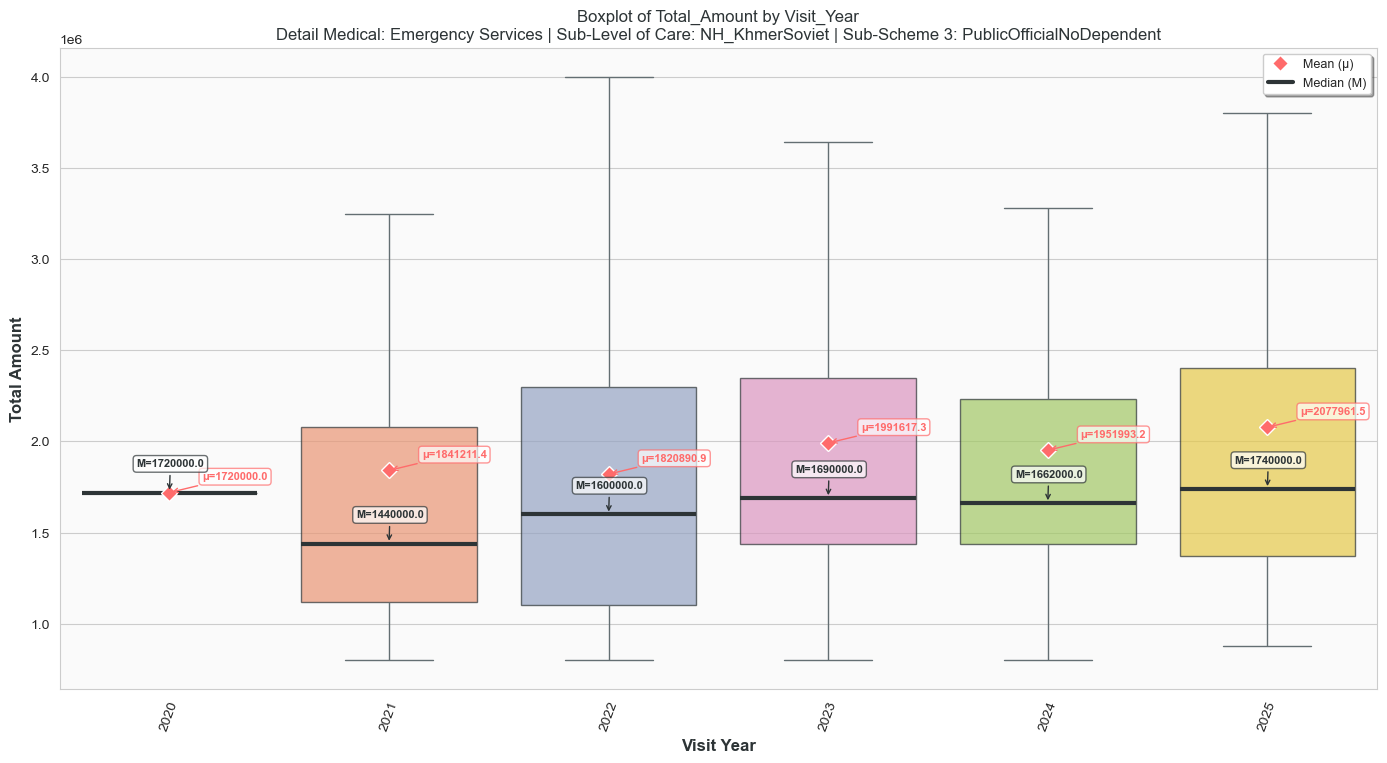 Boxplot of Total_Amount by Visit_Year
Detail Medical: Emergency Services | Sub-Level of Care: NH_KhmerSoviet | Sub-Scheme 3: PublicOfficialNoDependent
1e6
Mean (μ)
Median (M)
4.0
3.5
3.0
2.5
2.0
1.5
1.0
Total Amount
M=1720000.0
μ=1720000.0
μ=1841211.4
M=1440000.0
μ=1820890.9
M=1600000.0
μ=1991617.3
M=1690000.0
μ=1951993.2
M=1662000.0
μ=2077961.5
M=1740000.0
2020
2021
2022
2023
2024
2025
Visit Year